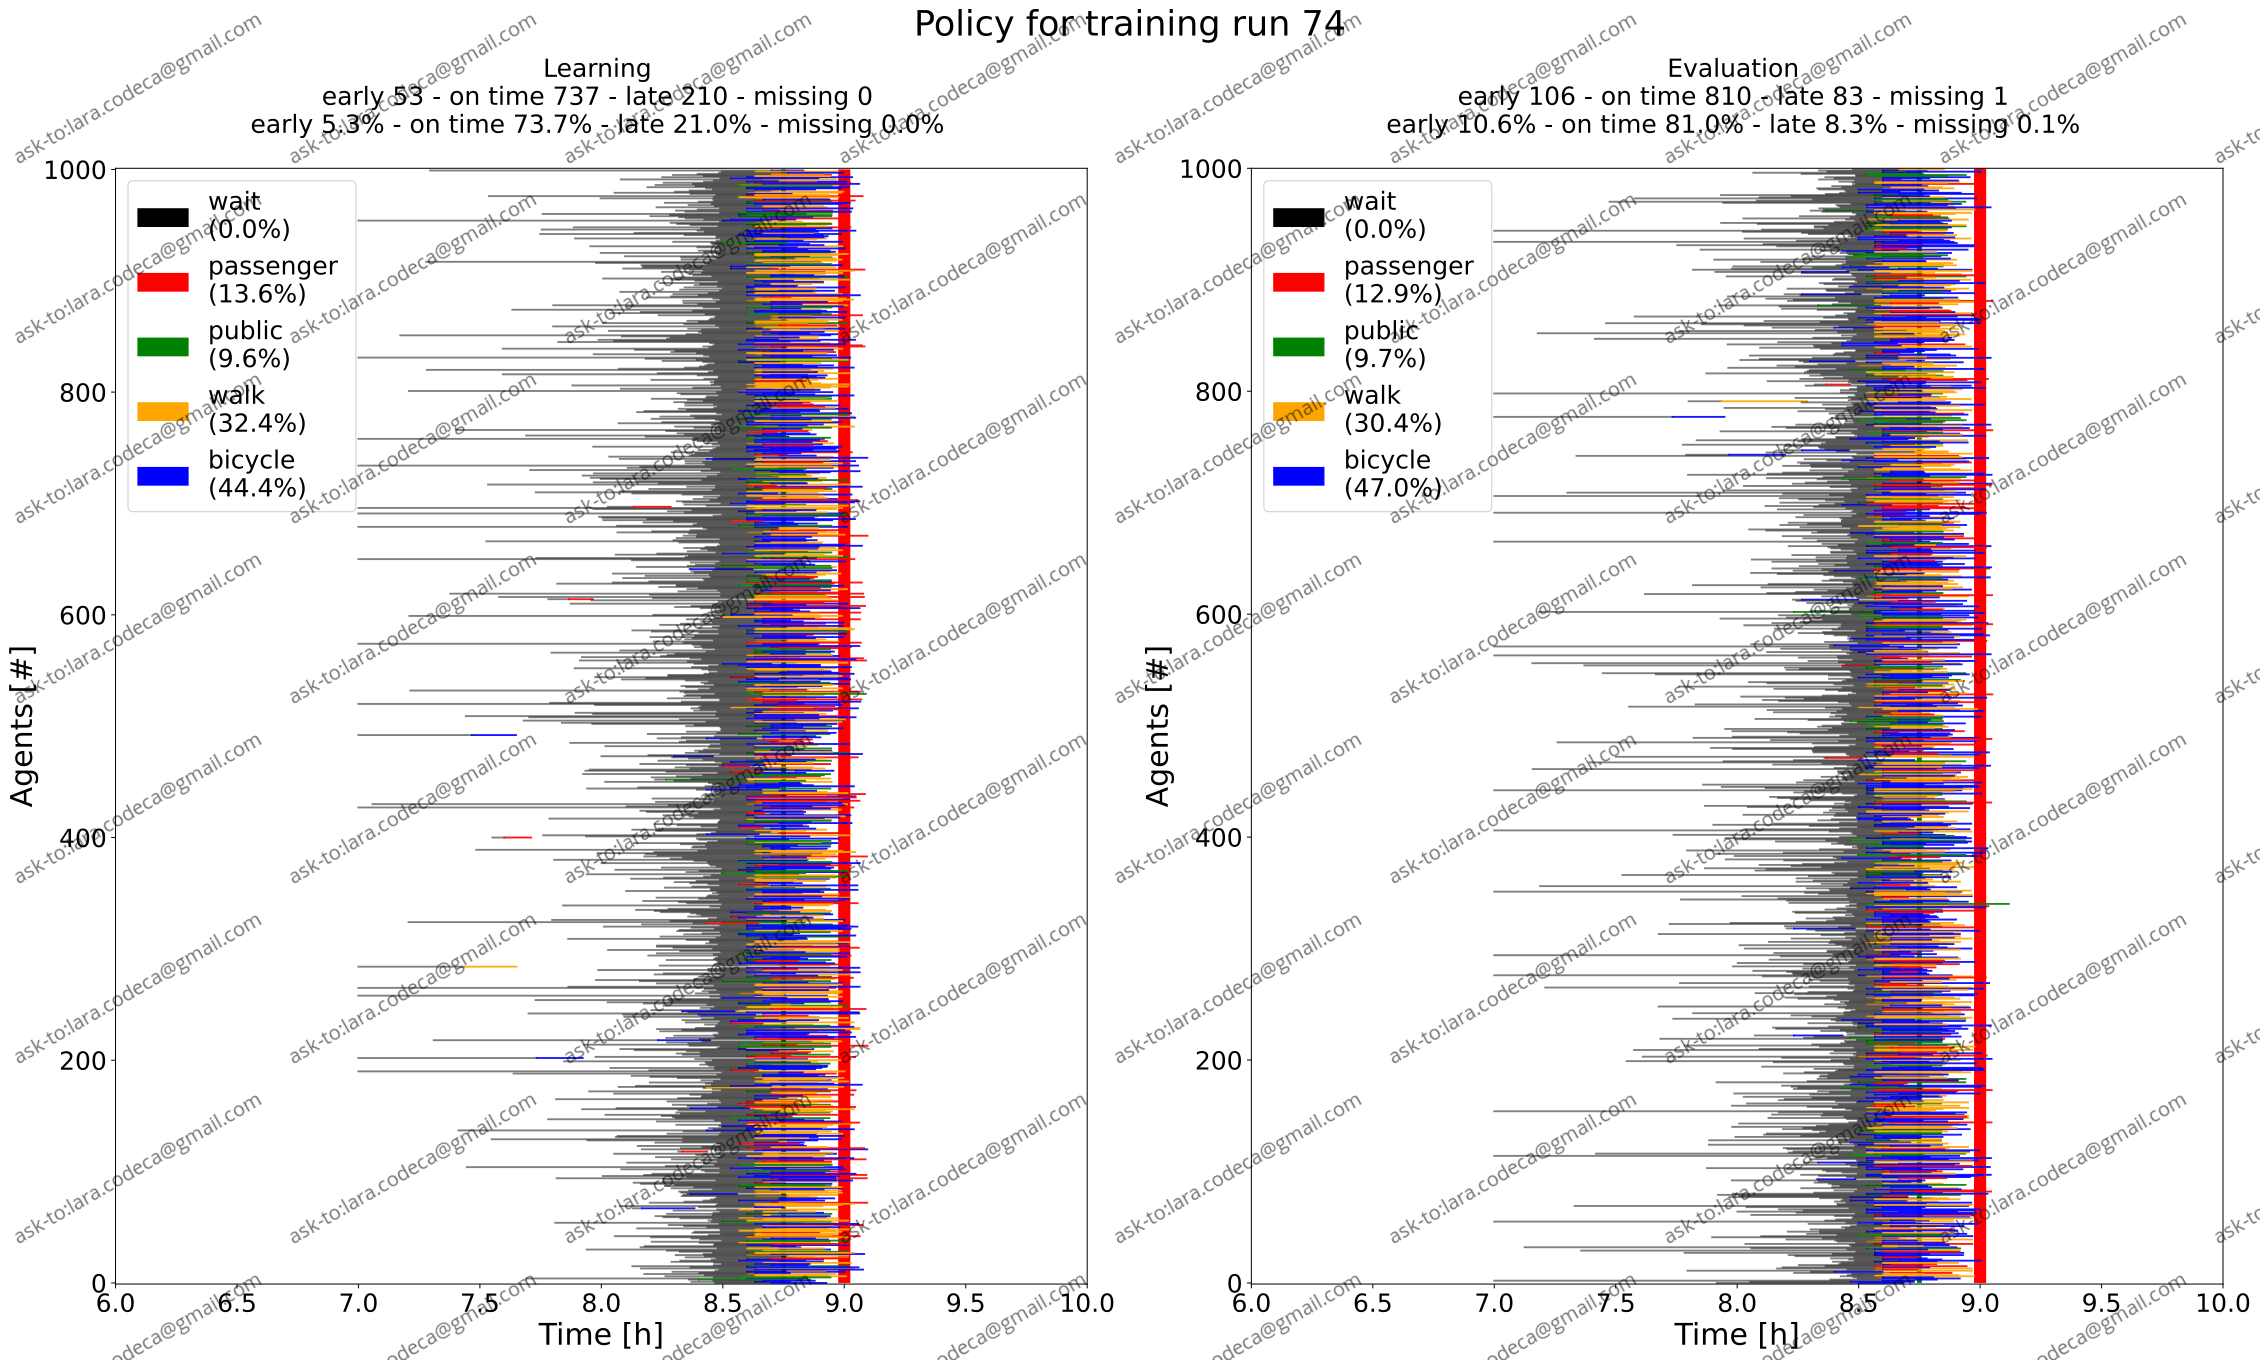 Policy for training run 74
Learning
early 53 - on time 737 - late 210 - missing 0
early 5.3% - on time 73.7% - late 21.0% - missing 0.0%
wait
(0.0%)
passenger
(13.6%)
public
(9.6%)
walk
(32.4%)
bicycle
(44.4%)
Agents [#]
1000
800
600
400
200
0
6.0 6.5 7.0 7.5 8.0 8.5 9.0 9.5 10.0
Time [h]
Evaluation
early 106 - on time 810 - late 83 - missing 1
early 10.6% - on time 81.0% - late 8.3% - missing 0.1%
wait
(0.0%)
passenger
(12.9%)
public
(9.7%)
walk
(30.4%)
bicycle
(47.0%)
Agents [#]
1000
800
600
400
200
0
6.0 6.5 7.0 7.5 8.0 8.5 9.0 9.5 10.0
Time [h]
ask-to:lara.codeca@gmail.com